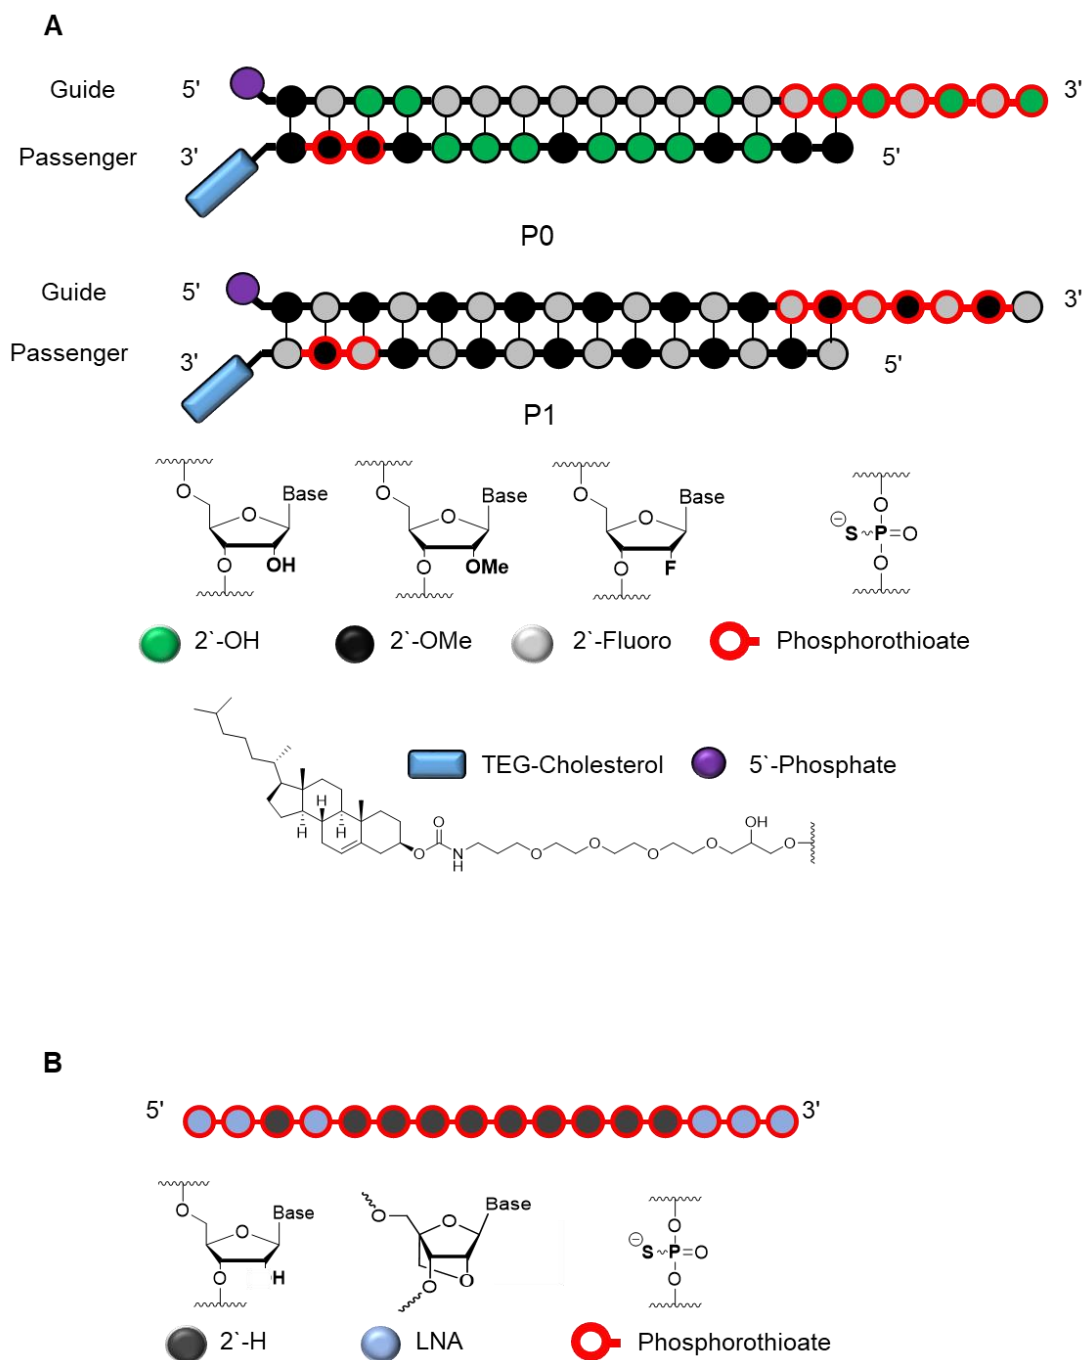 A
Guide 5' 3'
Passenger 3' 5'
P0
Guide 5' 3'
Passenger 3' 5'
P1
O Base O OH O
O Base O OMe O
O Base O F O
O ⊖ S P O O
2`-OH 2`-OMe 2`-Fluoro Phosphorothioate
TEG-Cholesterol 5`-Phosphate
H H H O O N H O O O O OH O
B
5' 3'
O Base O H O
O Base O O O
O ⊖ S P O O
2`-H LNA Phosphorothioate